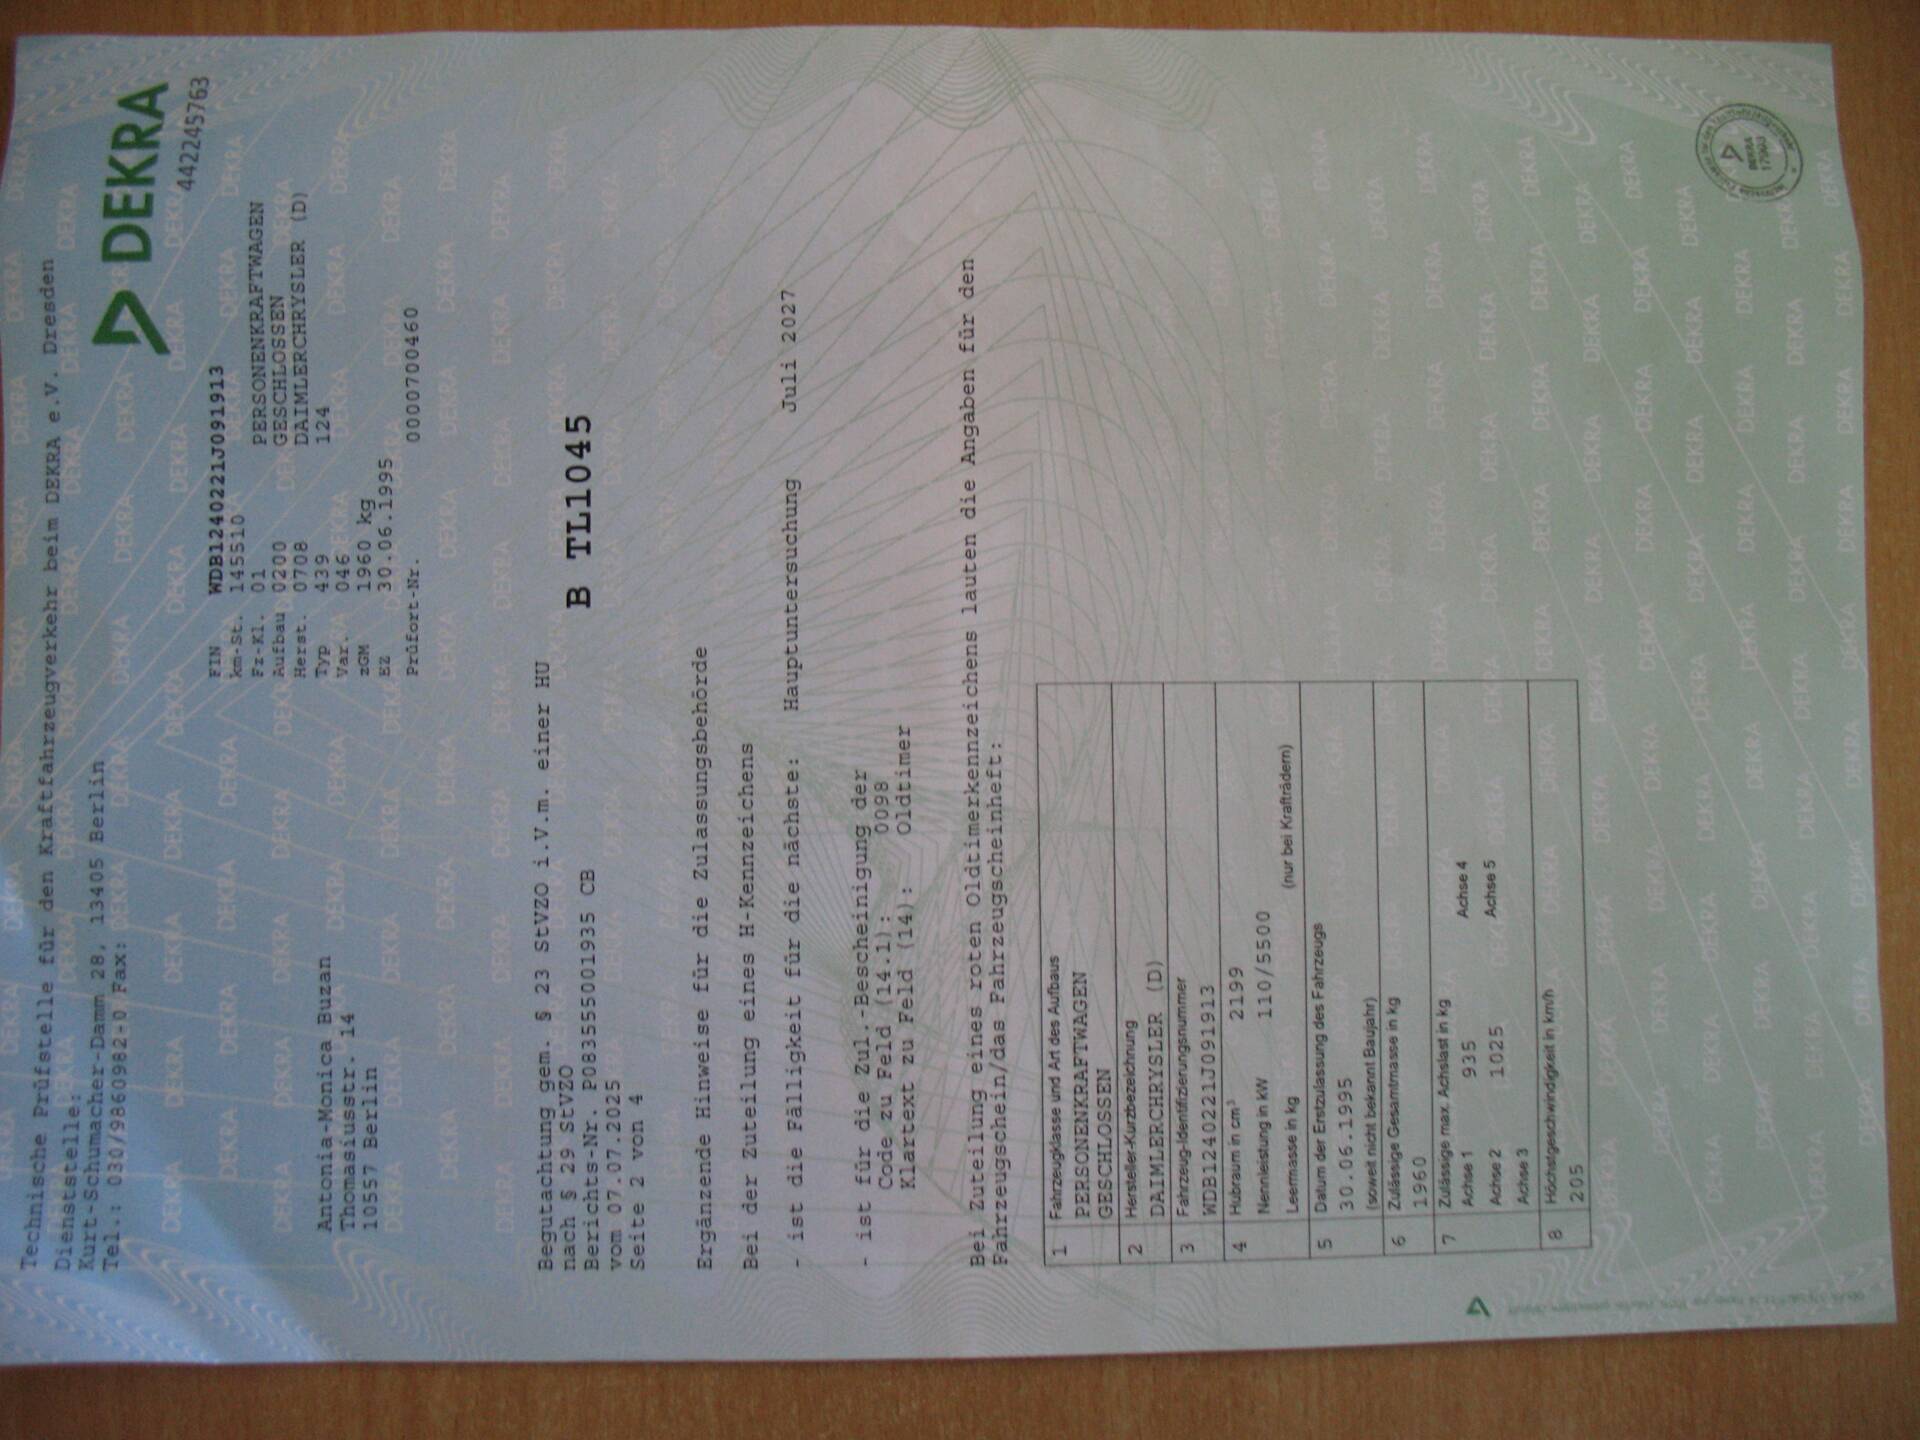 Technische Prüfstelle für den Kraftfahrzeugverkehr beim DEKRA e.V. Dresden
Dienststelle:
Kurt-Schumacher-Damm 28, 13405 Berlin
Tel.: 030/9860982-0 Fax:
DEKRA
442245763
FIN WDB1240221J091913
km-St. 145510
Fz-Kl. 01 PERSONENKRAFTWAGEN
Aufbau 0200 GESCHLOSSEN
Herst. 0708 DAIMLERCHRYSLER (D)
Typ 439 124
Var. 046
zGM 1960 kg
EZ 30.06.1995
Prüfort-Nr. 0000700460
Antonia-Monica Buzan
Thomasiusstr. 14
10557 Berlin
Begutachtung gem. § 23 StVZO i.V.m. einer HU
nach § 29 StVZO
B TL1045
Berichts-Nr. P083555001935 CB
vom 07.07.2025
Seite 2 von 4
Ergänzende Hinweise für die Zulassungsbehörde
Bei der Zuteilung eines H-Kennzeichens
- ist die Fälligkeit für die nächste: Hauptuntersuchung Juli 2027
- ist für die Zul.-Bescheinigung der
Code zu Feld (14.1): 0098
Klartext zu Feld (14): Oldtimer
Bei Zuteilung eines roten Oldtimerkennzeichens lauten die Angaben für den
Fahrzeugschein/das Fahrzeugscheinheft:
1 Fahrzeugklasse und Art des Aufbaus
PERSONENKRAFTWAGEN
GESCHLOSSEN
2 Hersteller-Kurzbezeichnung
DAIMLERCHRYSLER (D)
3 Fahrzeug-Identifizierungsnummer
WDB1240221J091913
4 Hubraum in cm³ 2199
Nennleistung in kW 110/5500
Leermasse in kg (nur bei Krafträdern)
5 Datum der Erstzulassung des Fahrzeugs
30.06.1995
(soweit nicht bekannt Baujahr)
6 Zulässige Gesamtmasse in kg
1960
7 Zulässige max. Achslast in kg
Achse 1 935 Achse 4
Achse 2 1025 Achse 5
Achse 3
8 Höchstgeschwindigkeit in km/h
205
DEKRA